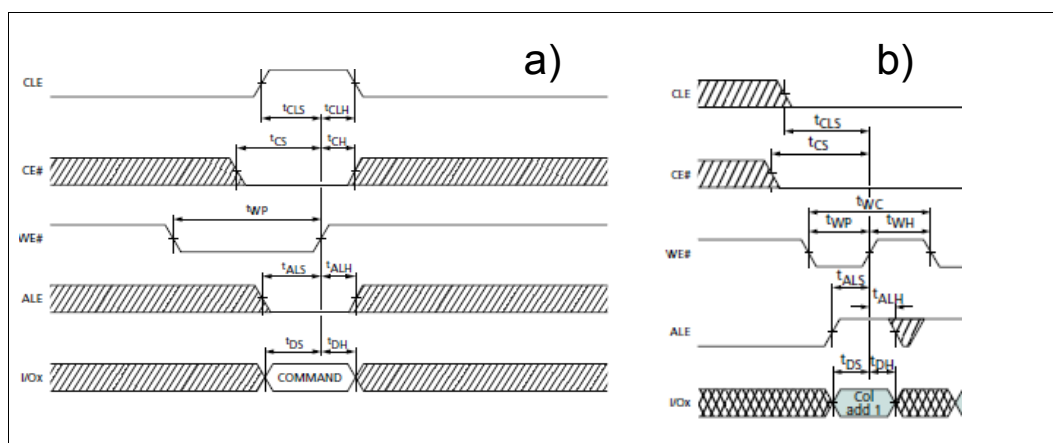 a)
CLE
tCLS tCLH
tCS tCH
CE#
tWP
WE#
tALS tALH
ALE
tDS tDH
I/Ox COMMAND
b)
CLE
tCLS
tCS
CE#
tWC
tWP tWH
WE#
tALS
tALH
ALE
tDS tDH
I/Ox Col
add 1